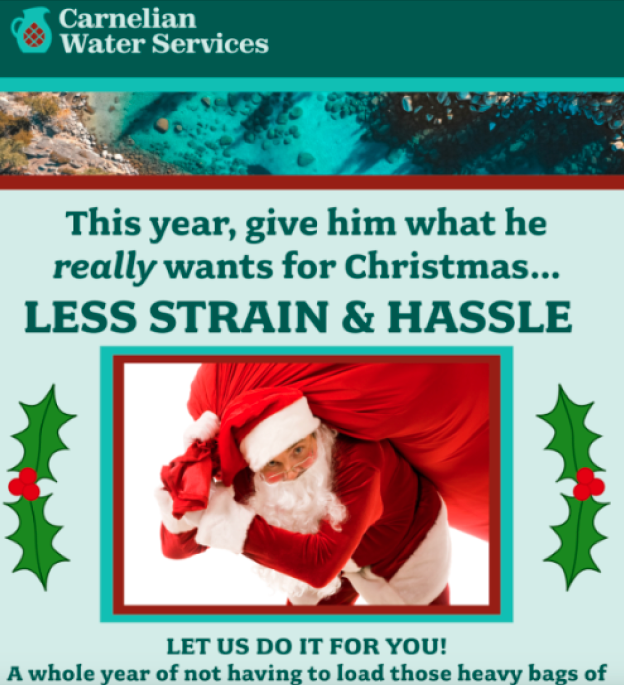 Carnelian
Water Services
This year, give him what he
really wants for Christmas...
LESS STRAIN & HASSLE
LET US DO IT FOR YOU!
A whole year of not having to load those heavy bags of